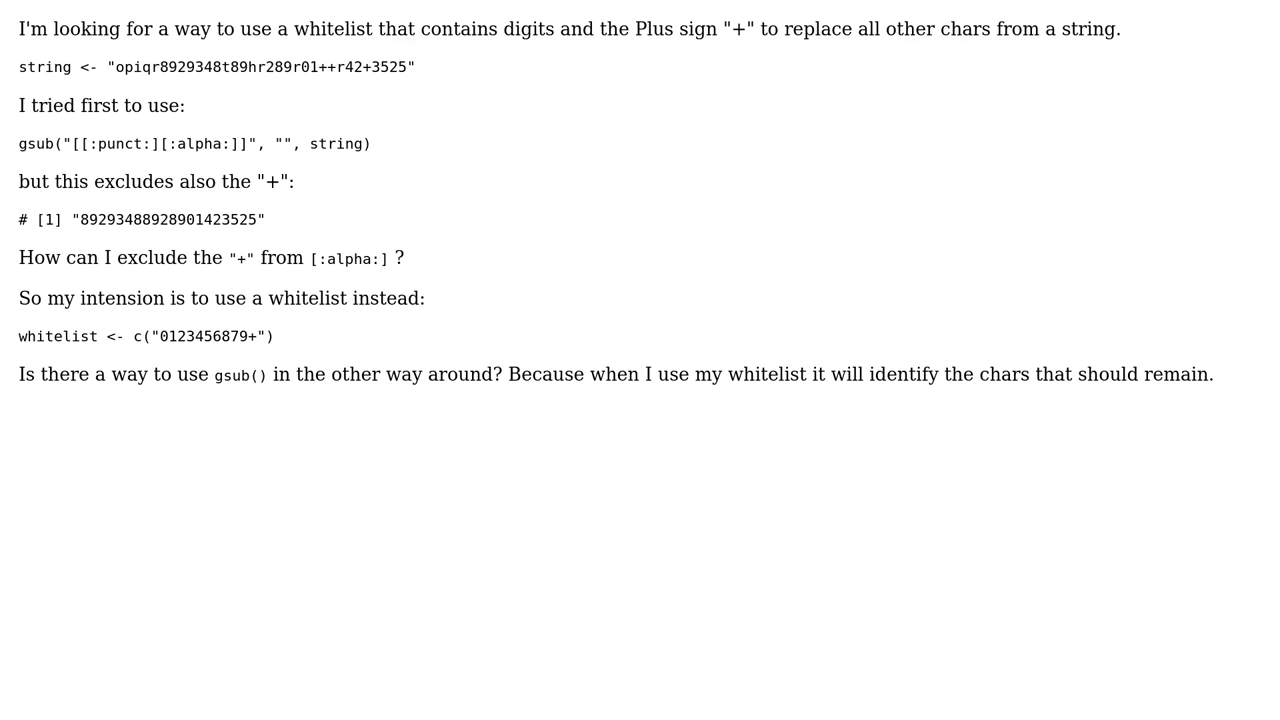 I'm looking for a way to use a whitelist that contains digits and the Plus sign "+" to replace all other chars from a string.
string <- "opiqr8929348t89hr289r01++r42+3525"
I tried first to use:
gsub("[[:punct:][:alpha:]]", "", string)
but this excludes also the "+":
# [1] "89293488928901423525"
How can I exclude the "+" from [:alpha:] ?
So my intension is to use a whitelist instead:
whitelist <- c("0123456879+")
Is there a way to use gsub() in the other way around? Because when I use my whitelist it will identify the chars that should remain.